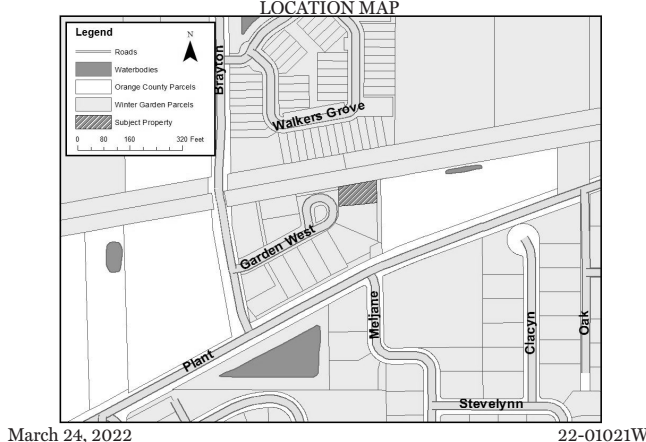 LOCATION MAP
Legend
N
Roads
Waterbodies
Orange County Parcels
Winter Garden Parcels
Subject Property
0 80 160 320 Feet
Brayton
Walkers Grove
Garden West
Meljane
Plant
Clacyn
Oak
Stevelynn
March 24, 2022
22-01021W